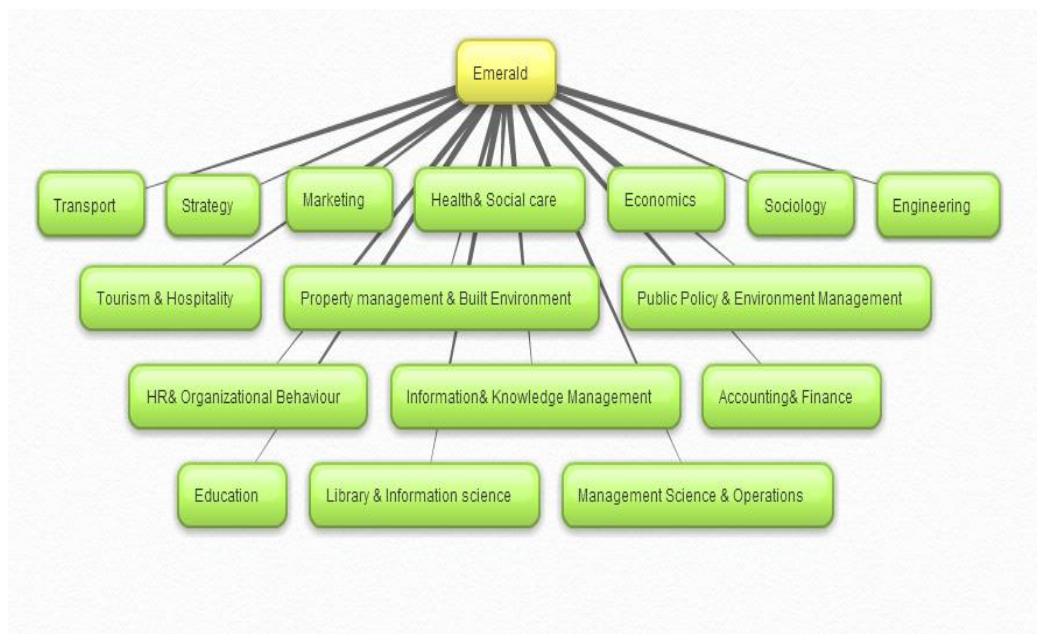 Emerald
Transport
Strategy
Marketing
Health& Social care
Economics
Sociology
Engineering
Tourism & Hospitality
Property management & Built Environment
Public Policy & Environment Management
HR& Organizational Behaviour
Information& Knowledge Management
Accounting& Finance
Education
Library & Information science
Management Science & Operations